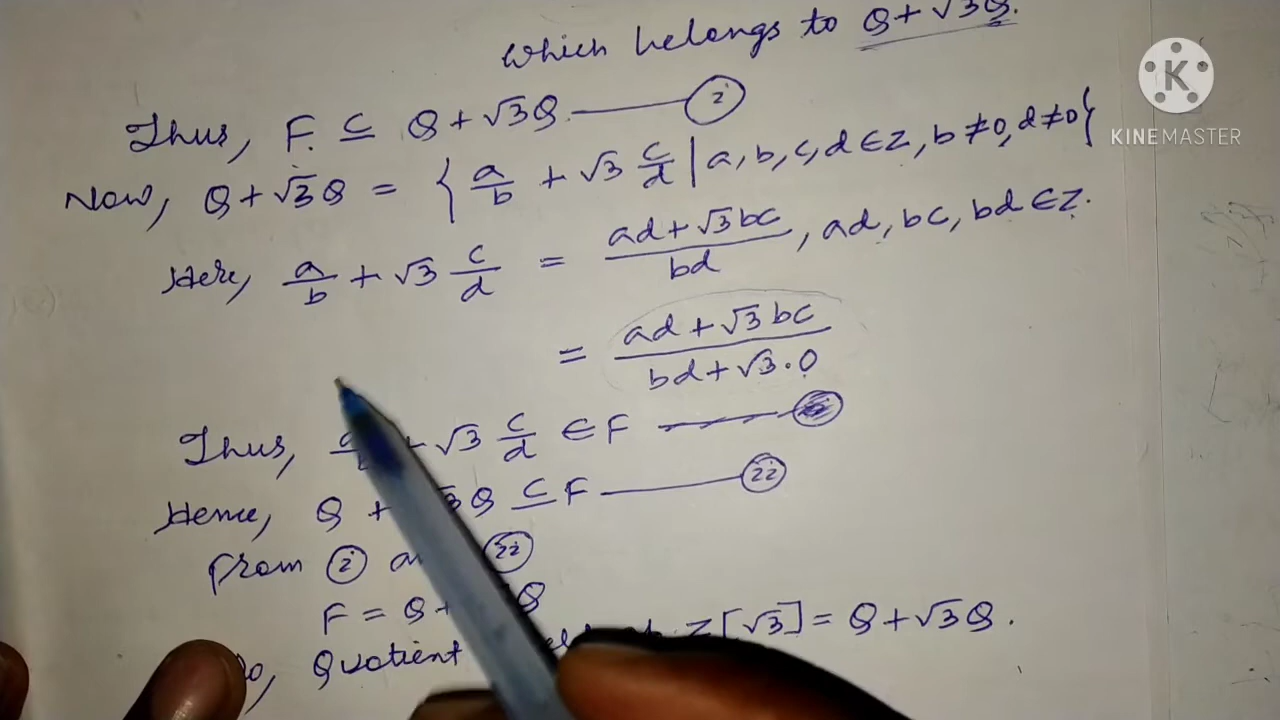 which belongs to Q+√3Q.
Thus, F ⊆ Q+√3Q. ——— (i)
Now, Q+√3Q = { a/b + √3 c/d | a, b, c, d ∈ Z, b ≠ 0, d ≠ 0 }
Here, a/b + √3 c/d = (ad+√3bc)/bd, ad, bc, bd ∈ Z.
= (ad+√3bc)/(bd+√3·0)
Thus, + √3 c/d ∈ F
Hence, Q + Q ⊆ F ——— (ii)
From (i) (ii)
F = Q+ Q
Quotient Z[√3] = Q+√3Q.
KINEMASTER